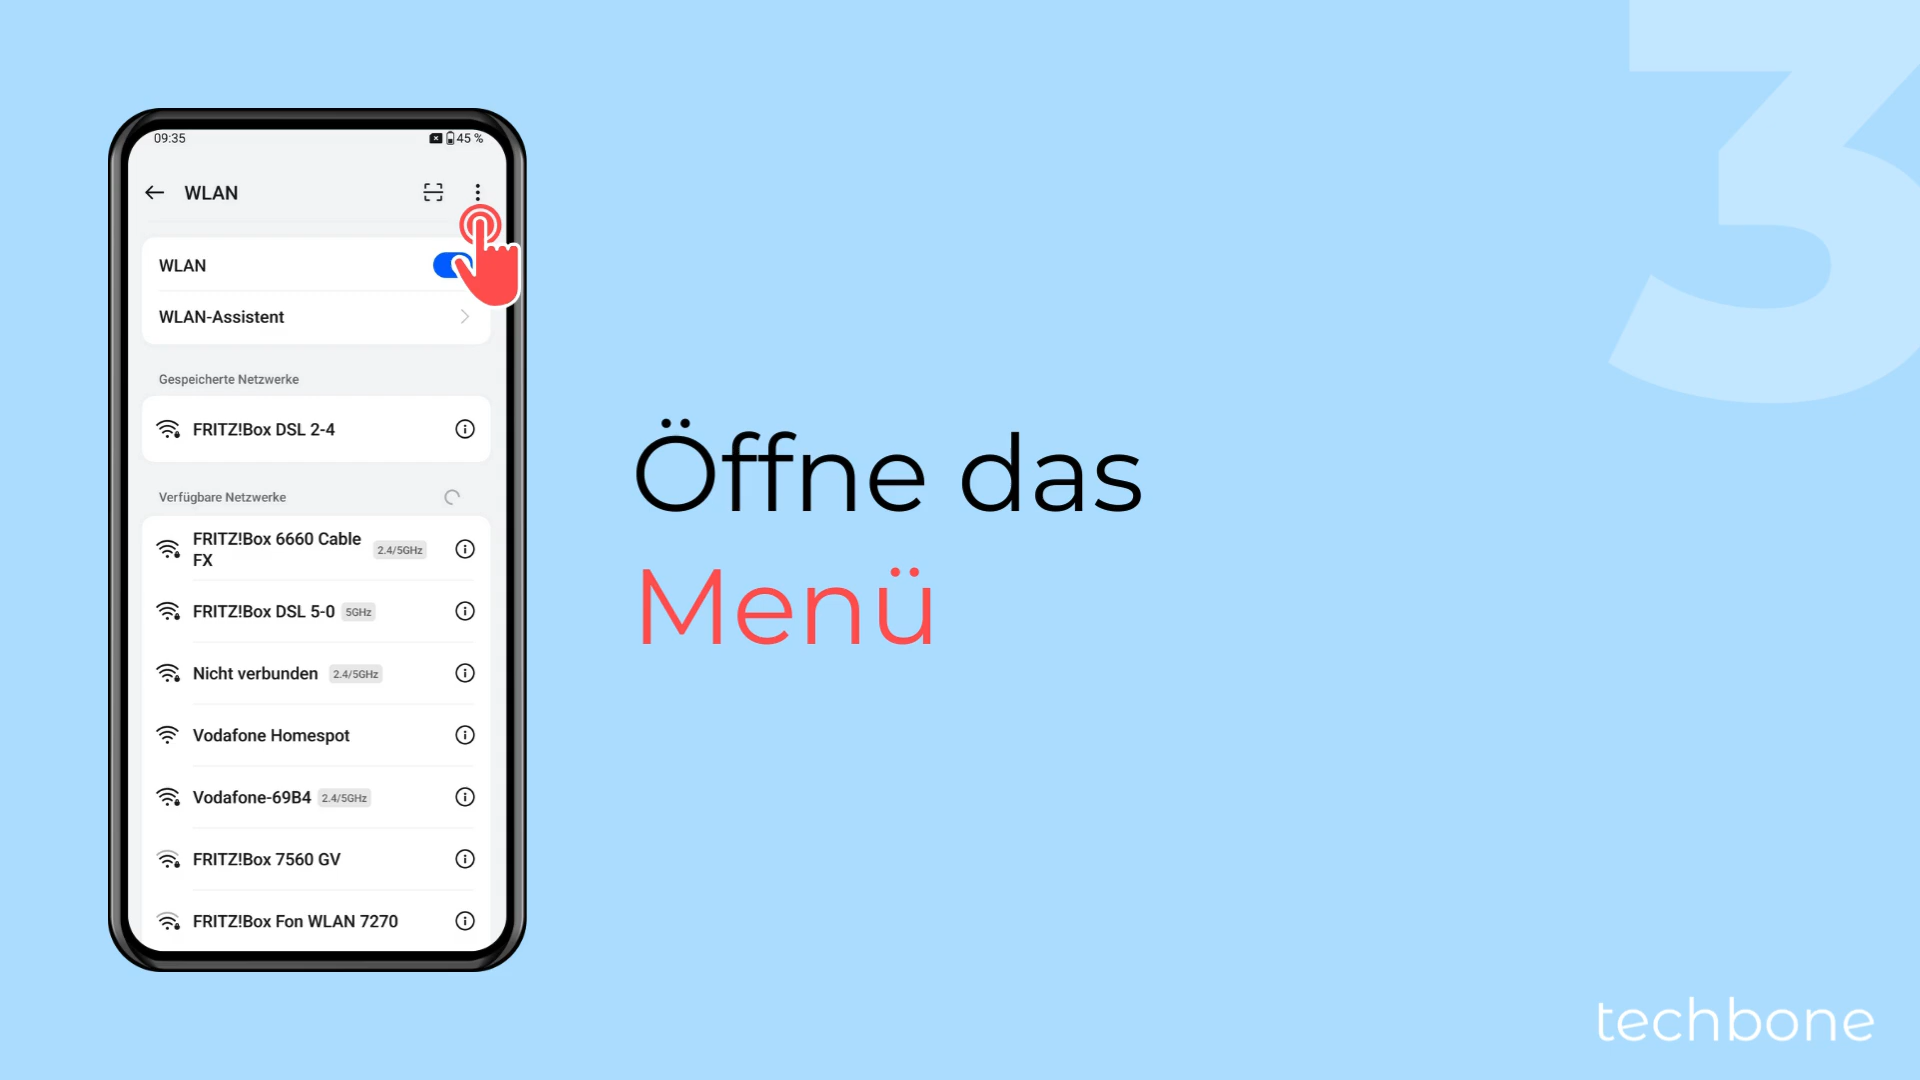 3
09:35
45 %
WLAN
WLAN
WLAN-Assistent
Gespeicherte Netzwerke
FRITZ!Box DSL 2-4
Verfügbare Netzwerke
FRITZ!Box 6660 Cable
FX
2.4/5GHz
FRITZ!Box DSL 5-0 5GHz
Nicht verbunden 2.4/5GHz
Vodafone Homespot
Vodafone-69B4 2.4/5GHz
FRITZ!Box 7560 GV
FRITZ!Box Fon WLAN 7270
Öffne das
Menü
techbone